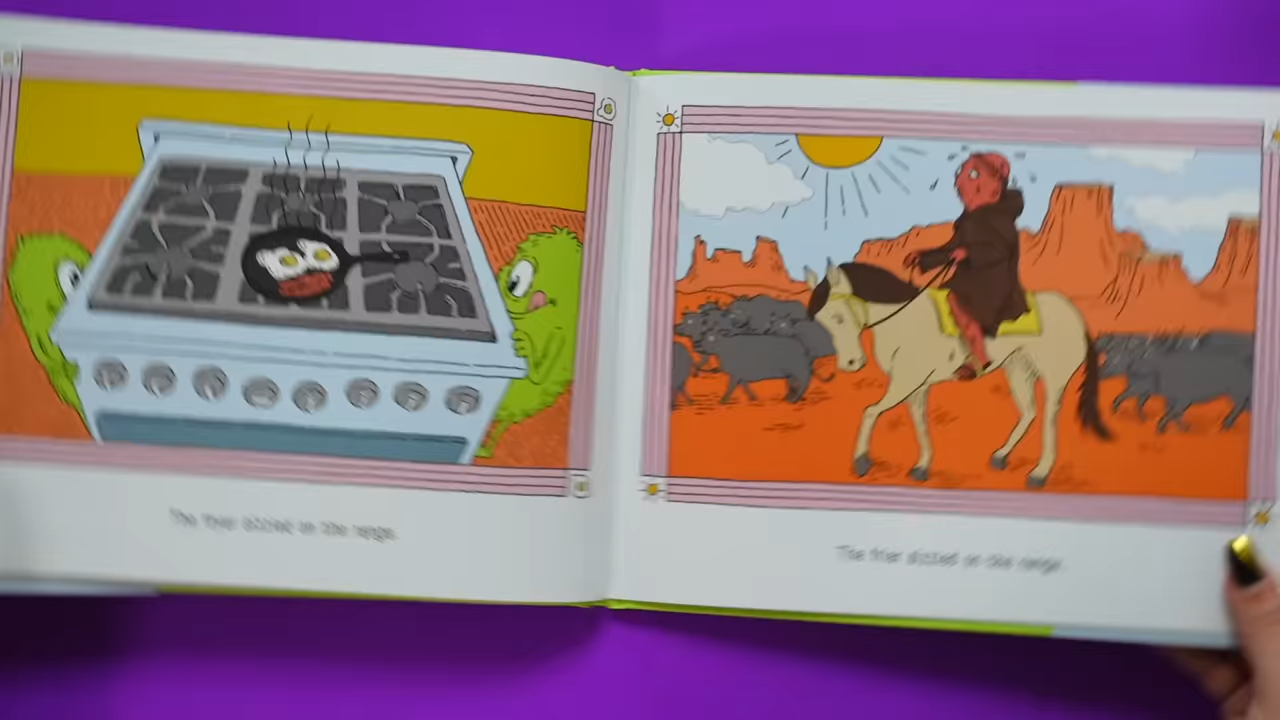 The fryer sizzled on the range.
The friar sizzled on the range.